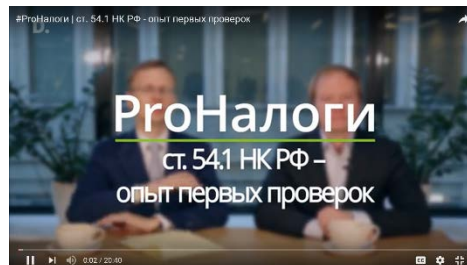 #ProНалоги | ст. 54.1 НК РФ - опыт первых проверок
D.
ProНалоги
ст. 54.1 НК РФ –
опыт первых проверок
0:02 / 20:40